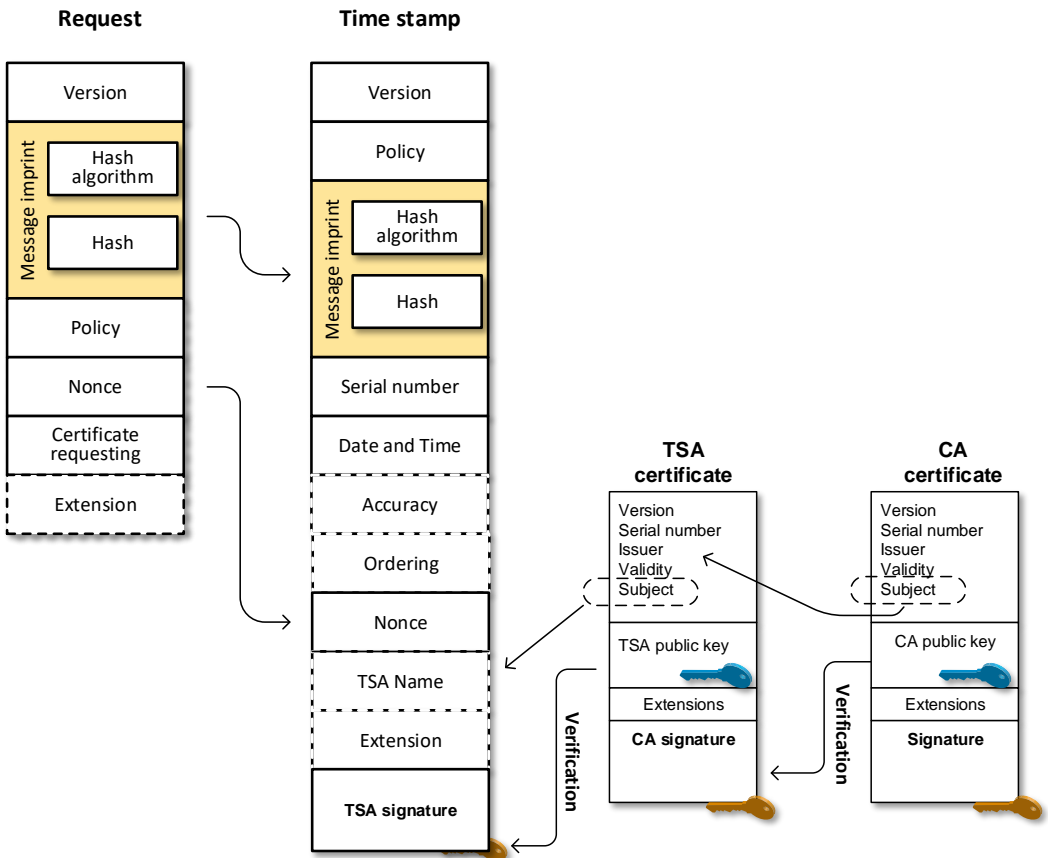 Request
Version
Message imprint
Hash
algorithm
Hash
Policy
Nonce
Certificate
requesting
Extension
Time stamp
Version
Policy
Message imprint
Hash
algorithm
Hash
Serial number
Date and Time
Accuracy
Ordering
Nonce
TSA Name
Extension
TSA signature
Verification
TSA
certificate
Version
Serial number
Issuer
Validity
Subject
TSA public key
Extensions
CA signature
Verification
CA
certificate
Version
Serial number
Issuer
Validity
Subject
CA public key
Extensions
Signature